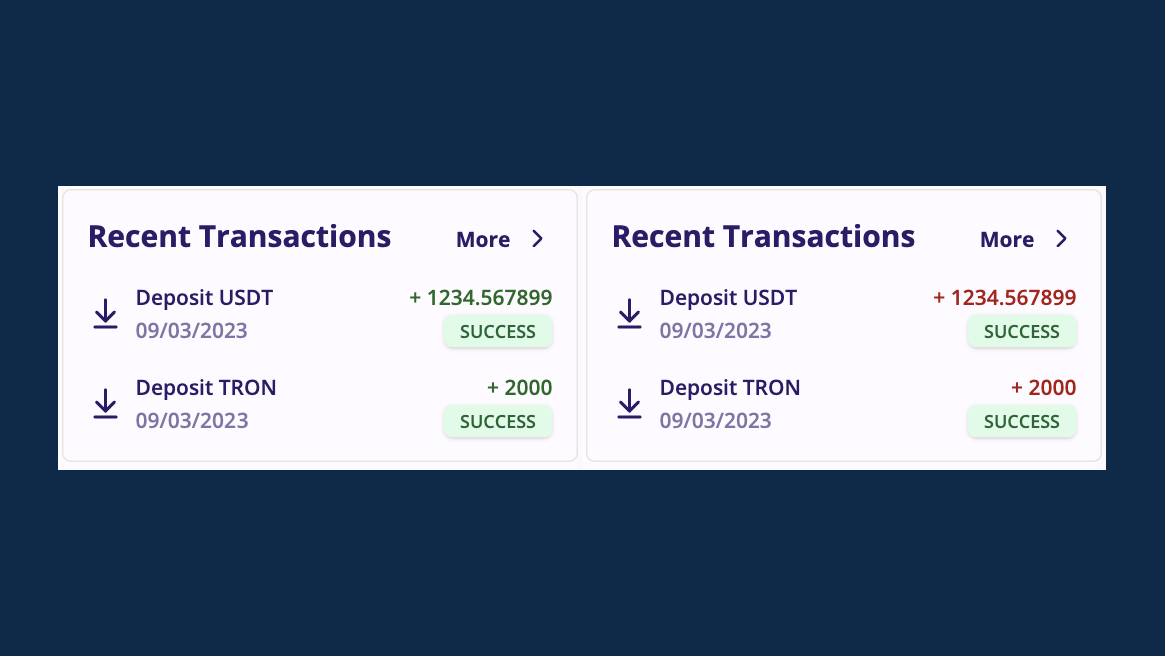 Recent Transactions More
Deposit USDT + 1234.567899
09/03/2023 SUCCESS
Deposit TRON + 2000
09/03/2023 SUCCESS
Recent Transactions More
Deposit USDT + 1234.567899
09/03/2023 SUCCESS
Deposit TRON + 2000
09/03/2023 SUCCESS